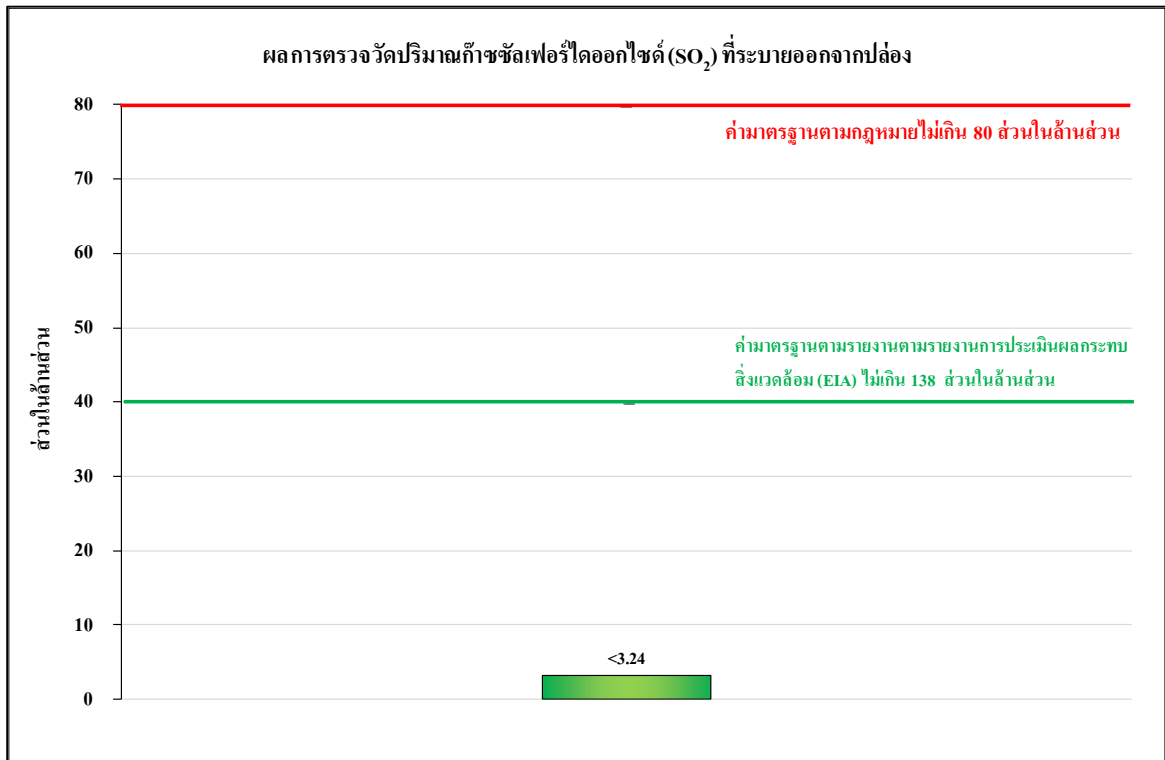 ผลการตรวจวัดปริมาณก๊าซซัลเฟอร์ไดออกไซด์ (SO₂) ที่ระบายออกจากปล่อง
80
ค่ามาตรฐานตามกฎหมายไม่เกิน 80 ส่วนในล้านส่วน
70
60
50
ค่ามาตรฐานตามรายงานตามรายงานการประเมินผลกระทบ
สิ่งแวดล้อม (EIA) ไม่เกิน 138 ส่วนในล้านส่วน
40
ส่วนในล้านส่วน
30
20
10
<3.24
0